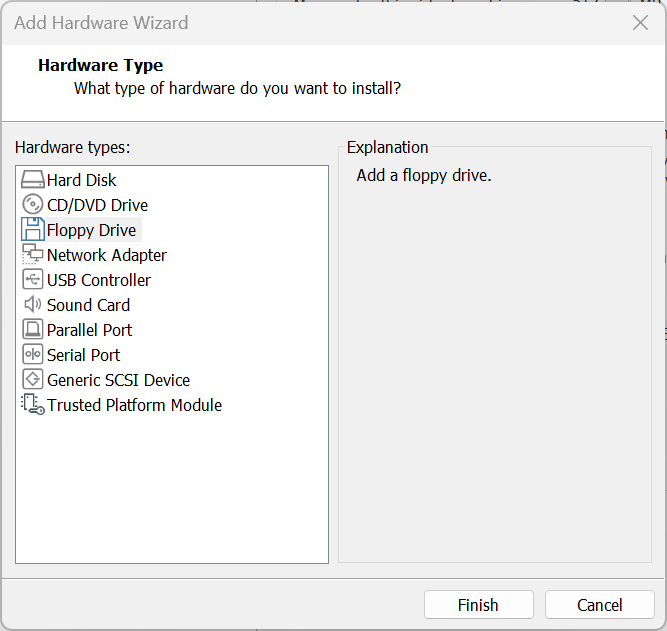 Add Hardware Wizard
Hardware Type
What type of hardware do you want to install?
Hardware types:
Hard Disk
CD/DVD Drive
Floppy Drive
Network Adapter
USB Controller
Sound Card
Parallel Port
Serial Port
Generic SCSI Device
Trusted Platform Module
Explanation
Add a floppy drive.
Finish
Cancel